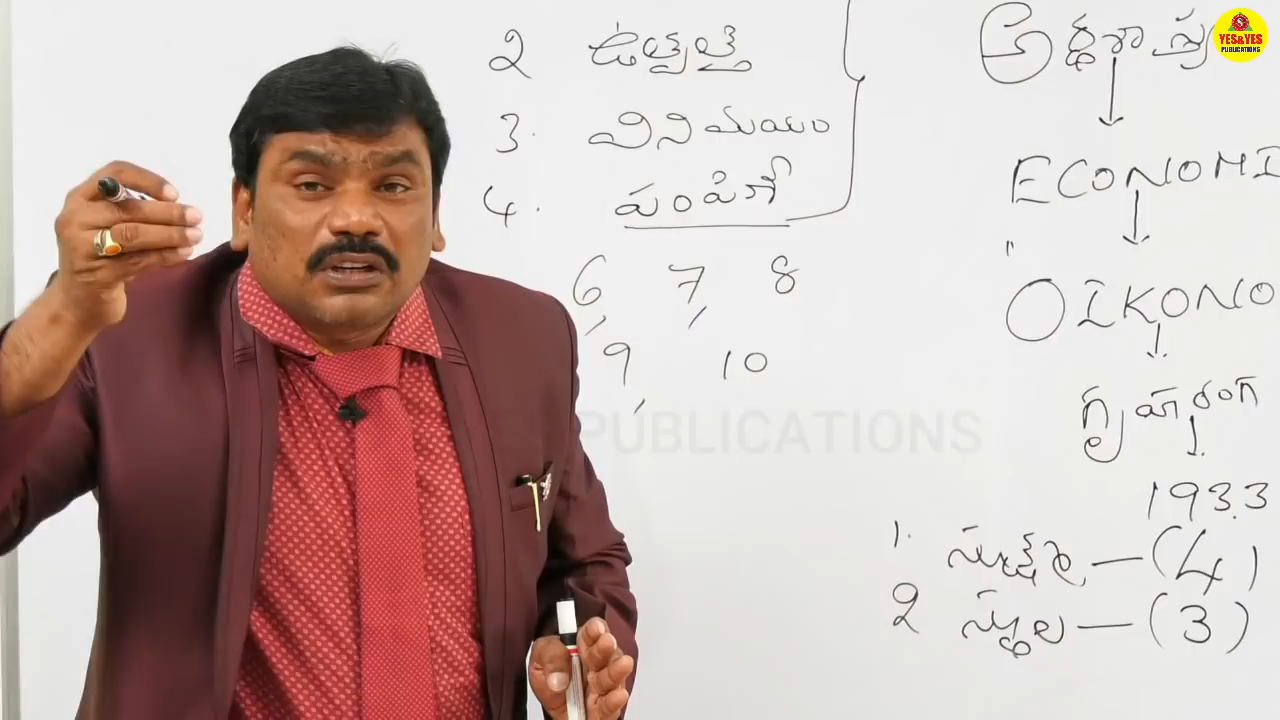 2 ఉత్పత్తి
3. వినిమయం
4. పంపిణీ
6, 7, 8
9, 10
PUBLICATIONS
అర్థశాస్త్ర
ECONOMI
OIKONO
గృహారంగ
1933
1. సూక్ష్మ — (4)
2 స్థూల — (3)
YES&YES
PUBLICATIONS